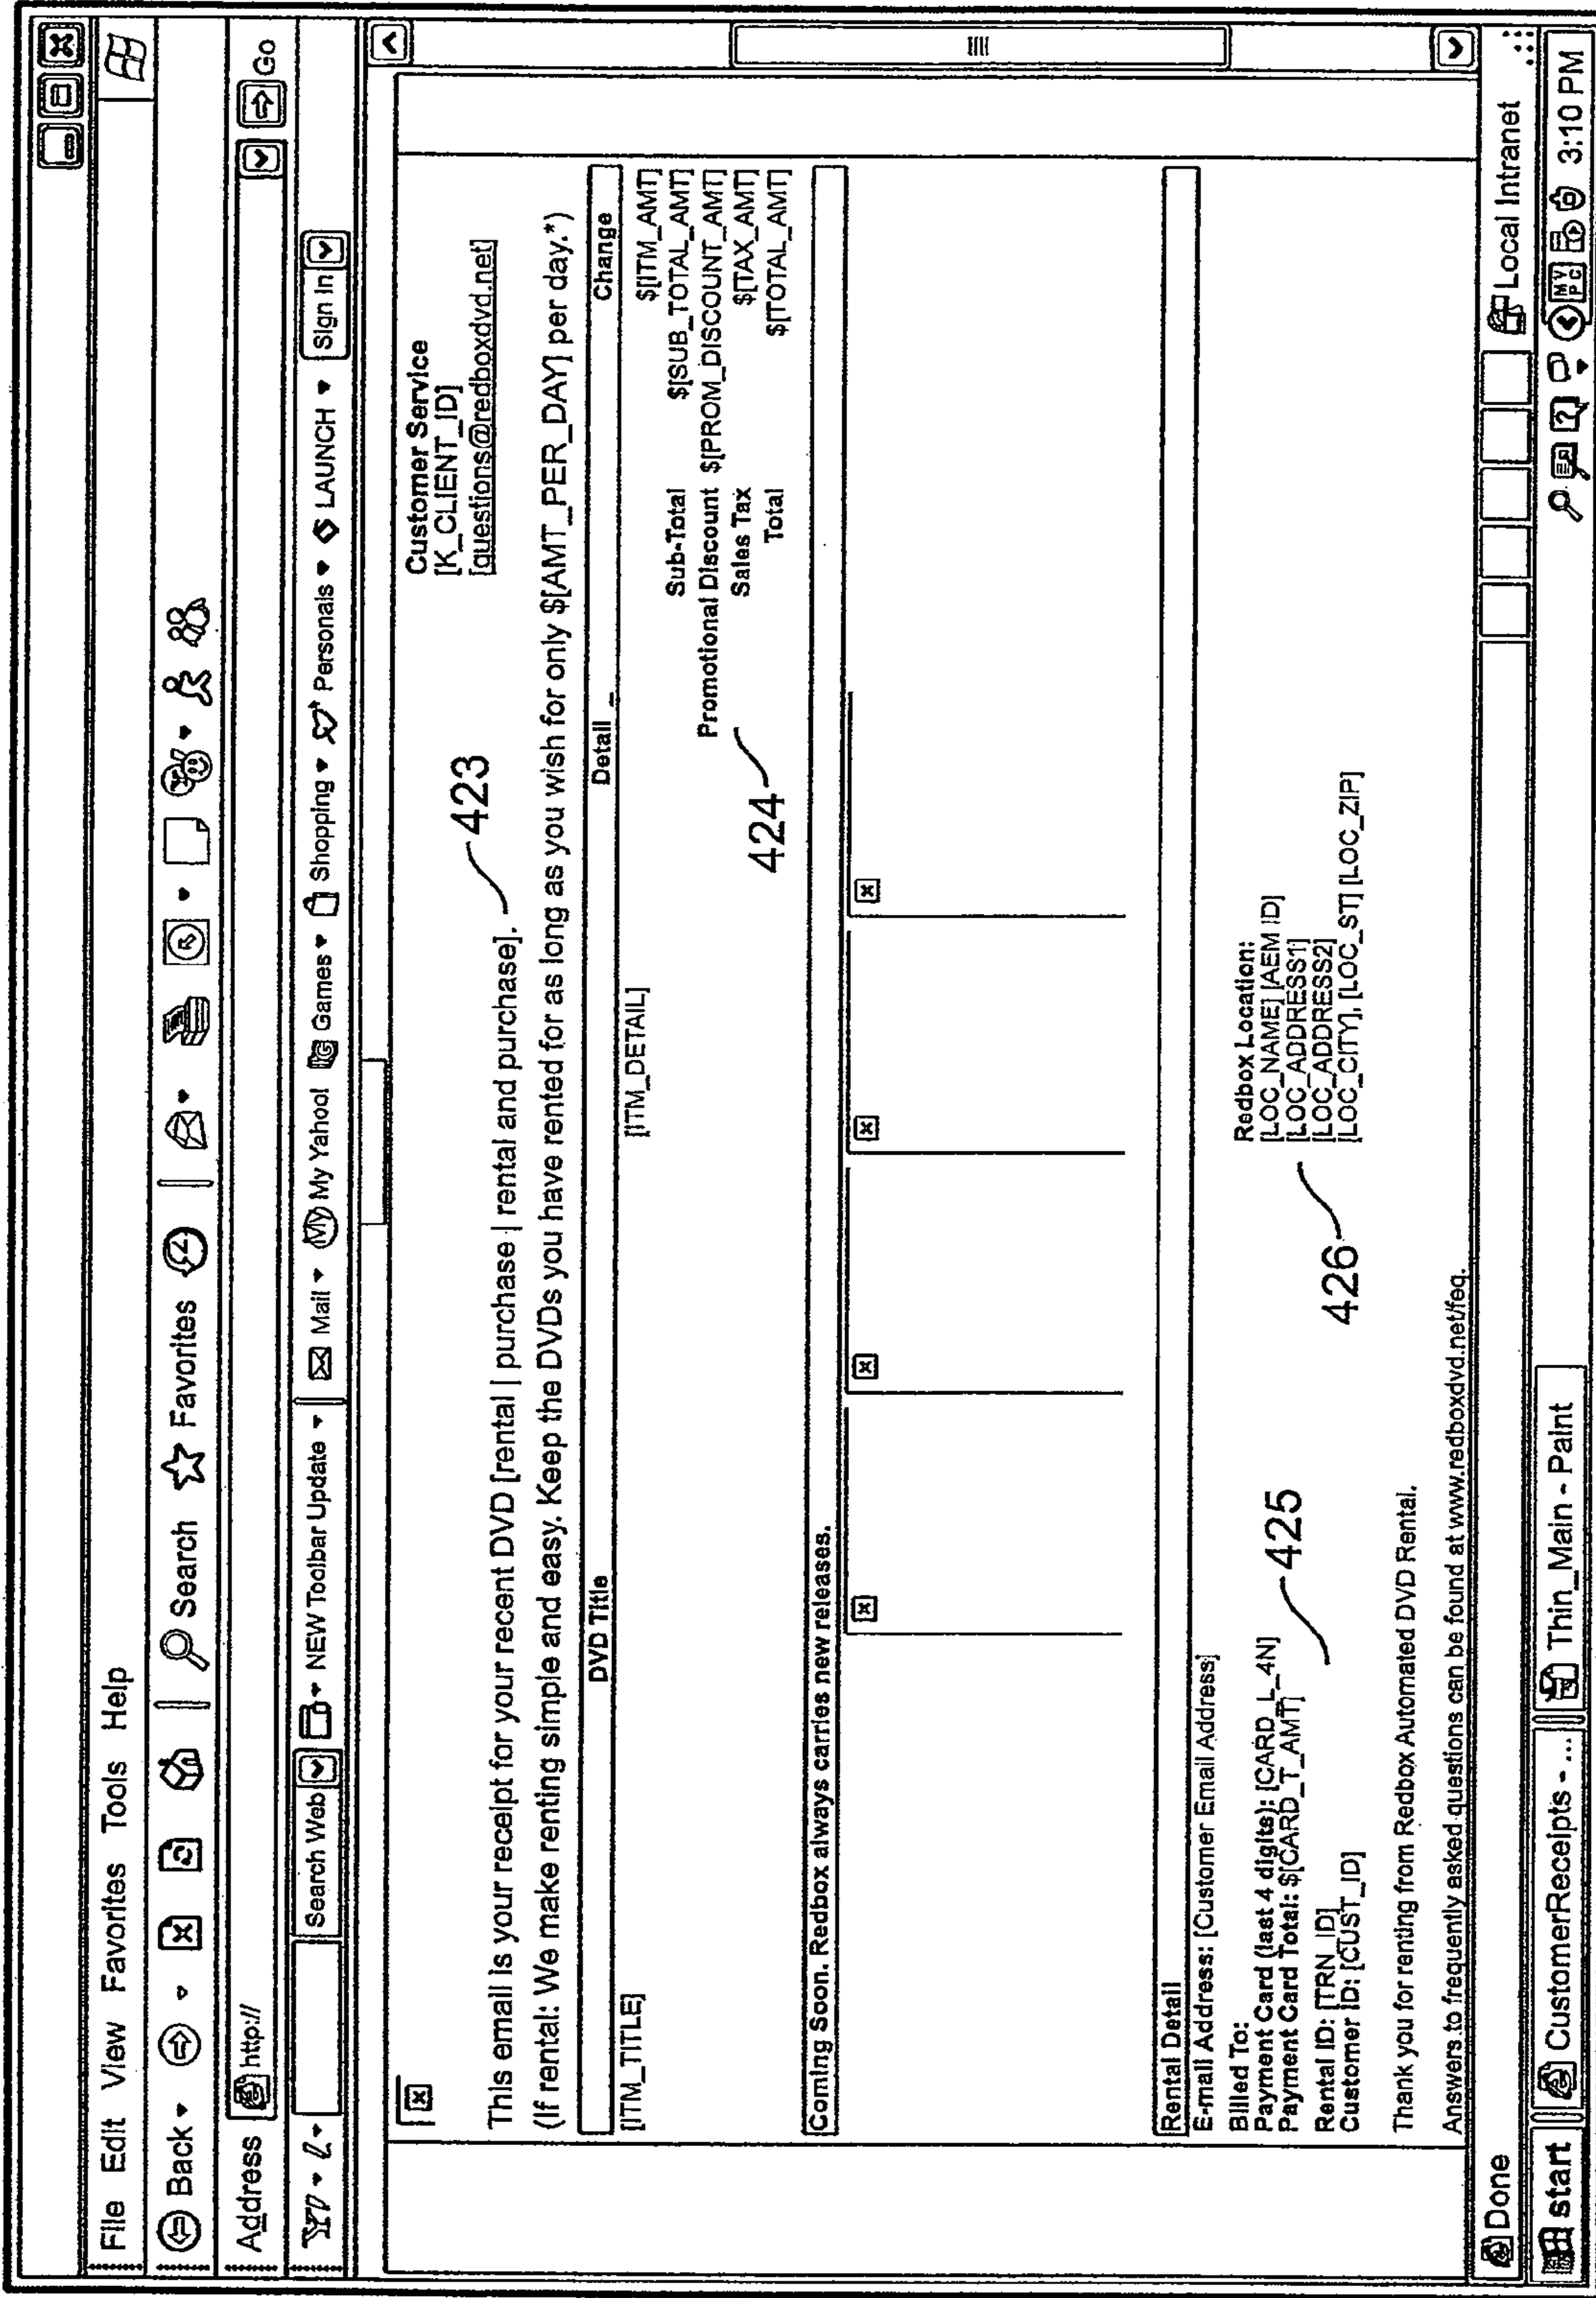 File Edit View Favorites Tools Help
Back Search Favorites
Address http:// Go
Search Web NEW Toolbar Update Mail My Yahoo! Games Shopping Personals LAUNCH Sign In
Customer Service
[K_CLIENT_ID]
[questions@redboxdvd.net]
This email is your receipt for your recent DVD [rental | purchase | rental and purchase]. 423
(If rental: We make renting simple and easy. Keep the DVDs you have rented for as long as you wish for only $[AMT_PER_DAY] per day.*)
DVD Title Detail Change
[ITM_TITLE] [ITM_DETAIL] $[ITM_AMT]
Sub-Total $[SUB_TOTAL_AMT]
Promotional Discount $[PROM_DISCOUNT_AMT]
Sales Tax $[TAX_AMT]
424 Total $[TOTAL_AMT]
Coming Soon. Redbox always carries new releases.
Rental Detail
E-mail Address: [Customer Email Address]
Billed To:
Payment Card (last 4 digits): [CARD_L_4N]
Payment Card Total: $[CARD_T_AMT]
425
Rental ID: [TRN_ID]
Customer ID: [CUST_ID]
Redbox Location:
[LOC_NAME] [AEM ID]
[LOC_ADDRESS1]
[LOC_ADDRESS2]
[LOC_CITY], [LOC_ST] [LOC_ZIP]
426
Thank you for renting from Redbox Automated DVD Rental.
Answers to frequently asked questions can be found at www.redboxdvd.net/feq.
Done Local Intranet
start CustomerReceipts - ... Thin_Main - Paint MY PC 3:10 PM